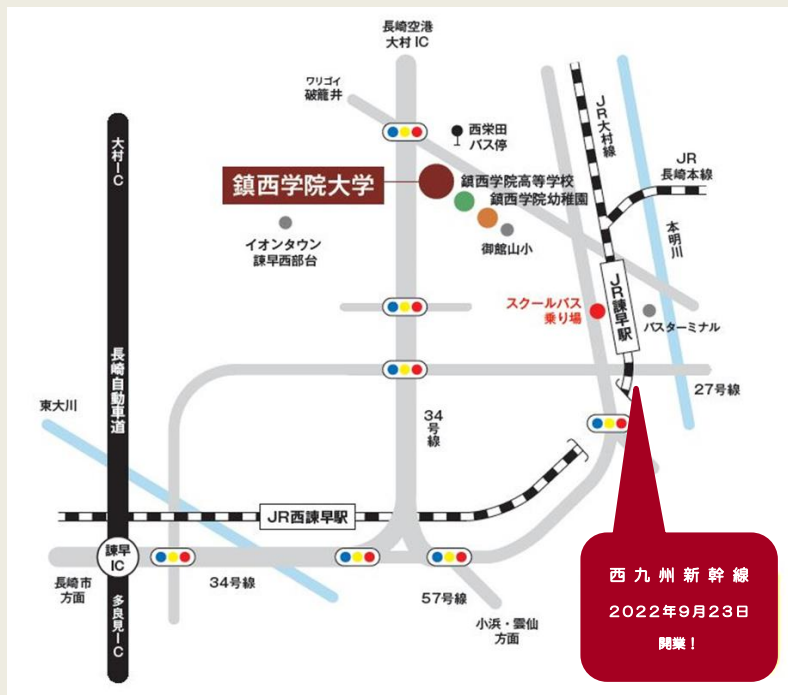 長崎空港
大村IC
ワリゴイ
破籠井
西栄田
バス停
JR大村線
JR
長崎本線
大村IC
鎮西学院大学
鎮西学院高等学校
鎮西学院幼稚園
御館山小
本明川
イオンタウン
諫早西部台
スクールバス
乗り場
JR諫早駅
バスターミナル
長崎自動車道
27号線
東大川
34号線
JR西諫早駅
諫早
IC
長崎市
方面
34号線
57号線
小浜・雲仙
方面
多良見IC
西九州新幹線
2022年9月23日
開業！